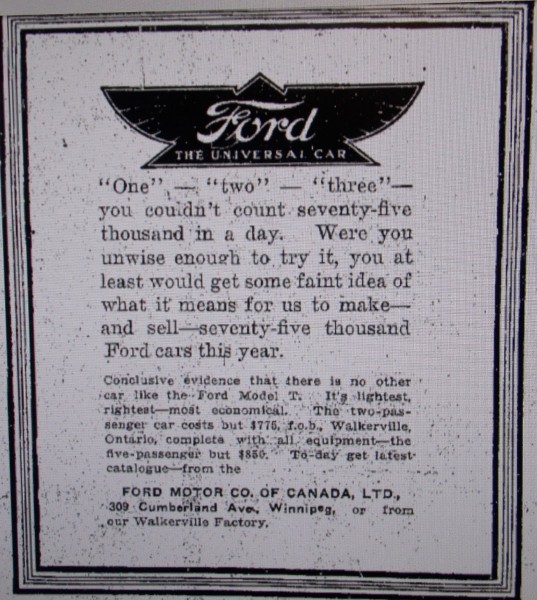 Ford
THE UNIVERSAL CAR
"One" — "two" — "three"—
you couldn't count seventy-five
thousand in a day. Were you
unwise enough to try it, you at
least would get some faint idea of
what it means for us to make—
and sell—seventy-five thousand
Ford cars this year.
Conclusive evidence that there is no other
car like the Ford Model T. It's lightest,
rightest—most economical. The two-pas-
senger car costs but $775, f.o.b., Walkerville,
Ontario, complete with all equipment—the
five-passenger but $850. To-day get latest
catalogue—from the
FORD MOTOR CO. OF CANADA, LTD.,
309 Cumberland Ave., Winnipeg, or from
our Walkerville Factory.